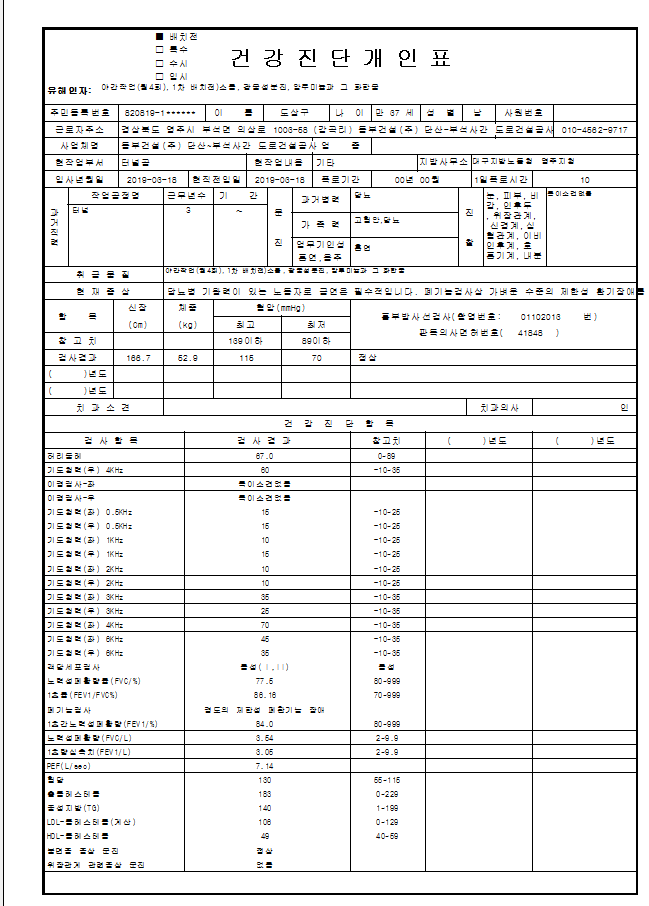 ■ 배치전
□ 특수
□ 수시
□ 임시
건 강 진 단 개 인 표
유해인자: 야간작업(월4회), 1차 배치전)소음, 광물성분진, 알루미늄과 그 화합물
주민등록번호 820819-1****** 이 름 도삼구 나 이 만 37 세 성 별 남 사원번호
근로자주소 경상북도 영주시 부석면 의상로 1003-58 (감곡리) 동부건설(주) 단산~부석사간 도로건설공사 010-4562-9717
사업체명 동부건설(주) 단산~부석사간 도로건설공사 업 종
현작업부서 터널공 현작업내용 기타 지방사무소 대구지방노동청 영주지청
입사년월일 2019-03-18 현직전입일 2019-03-18 폭로기간 00년 00월 1일폭로시간 10
과거직력 작업공정명 근무년수 기 간
터널 3 ~
문 진 과거병력 당뇨
가 족 력 고혈압,당뇨
업무기인성 흡연,음주 흡연
진 찰 눈, 피부, 비강, 인후두, 위장관계, 신경계, 심혈관계, 이비인후계, 호흡기계, 내분 특이소견없음
취 급 물 질 야간작업(월4회), 1차 배치전)소음, 광물성분진, 알루미늄과 그 화합물
현 재 증 상 당뇨병 기왕력이 있는 노동자로 금연은 필수적입니다. 폐기능검사상 가벼운 수준의 제한성 환기장애를
항 목 신장 (Cm) 체중 (kg) 혈압(mmHg) 최고 최저
흉부방사선검사(촬영번호: 01102013 번)
판독의사면허번호( 41848 )
참 고 치 139이하 89이하
검사결과 166.7 52.9 115 70 정상
( )년도
( )년도
치 과 소 견 치과의사 인
건 강 진 단 항 목
검 사 항 목 검 사 결 과 참고치 ( )년도 ( )년도
허리둘레 67.0 0-89
기도청력(우) 4KHz 60 -10-35
이경검사-좌 특이소견없음
이경검사-우 특이소견없음
기도청력(좌) 0.5KHz 15 -10-25
기도청력(우) 0.5KHz 15 -10-25
기도청력(좌) 1KHz 10 -10-25
기도청력(우) 1KHz 15 -10-25
기도청력(좌) 2KHz 10 -10-25
기도청력(우) 2KHz 10 -10-25
기도청력(좌) 3KHz 35 -10-35
기도청력(우) 3KHz 25 -10-35
기도청력(좌) 4KHz 70 -10-35
기도청력(좌) 6KHz 45 -10-35
기도청력(우) 6KHz 35 -10-35
객담세포검사 음성(Ⅰ,Ⅱ) 음성
노력성폐활량률(FVC/%) 77.5 80-999
1초율(FEV1/FVC%) 86.16 70-999
폐기능검사 경도의 제한성 폐환기능 장애
1초간노력성폐활량(FEV1/%) 84.0 80-999
노력성폐활량(FVC/L) 3.54 2-9.9
1초량실측치(FEV1/L) 3.05 2-9.9
PEF(L/sec) 7.14
혈당 130 55-115
총콜레스테롤 183 0-229
중성지방(TG) 140 1-199
LDL-콜레스테롤(계산) 106 0-129
HDL-콜레스테롤 49 40-59
불면증 증상 문진 정상
위장관계 관련증상 문진 없음